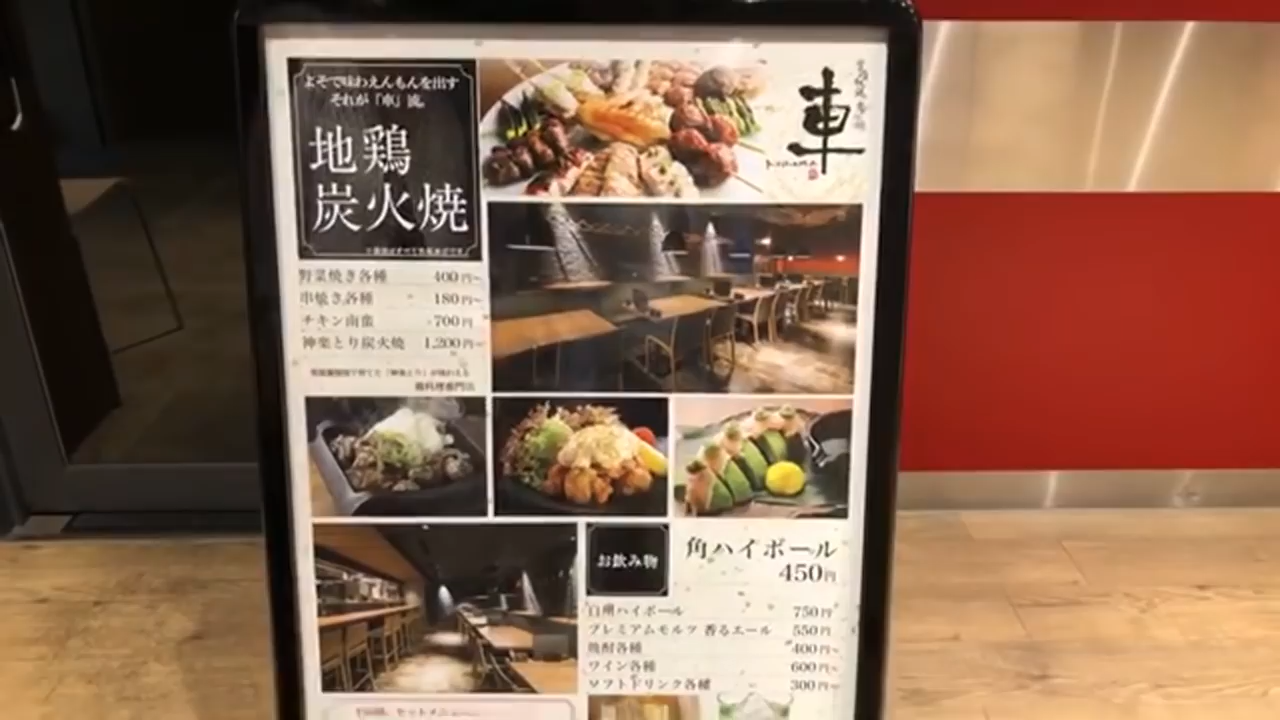 よそで味わえんもんを出す
それが「車」流。
地鶏
炭火焼
車
野菜焼き各種 400円~
串焼き各種 180円~
チキン南蛮 700円
神楽とり炭火焼 1,200円~
鶏料理専門店
お飲み物
角ハイボール
450円
白州ハイボール 750円
プレミアムモルツ 香るエール 550円
焼酎各種 400円~
ワイン各種 600円~
ソフトドリンク各種 300円~